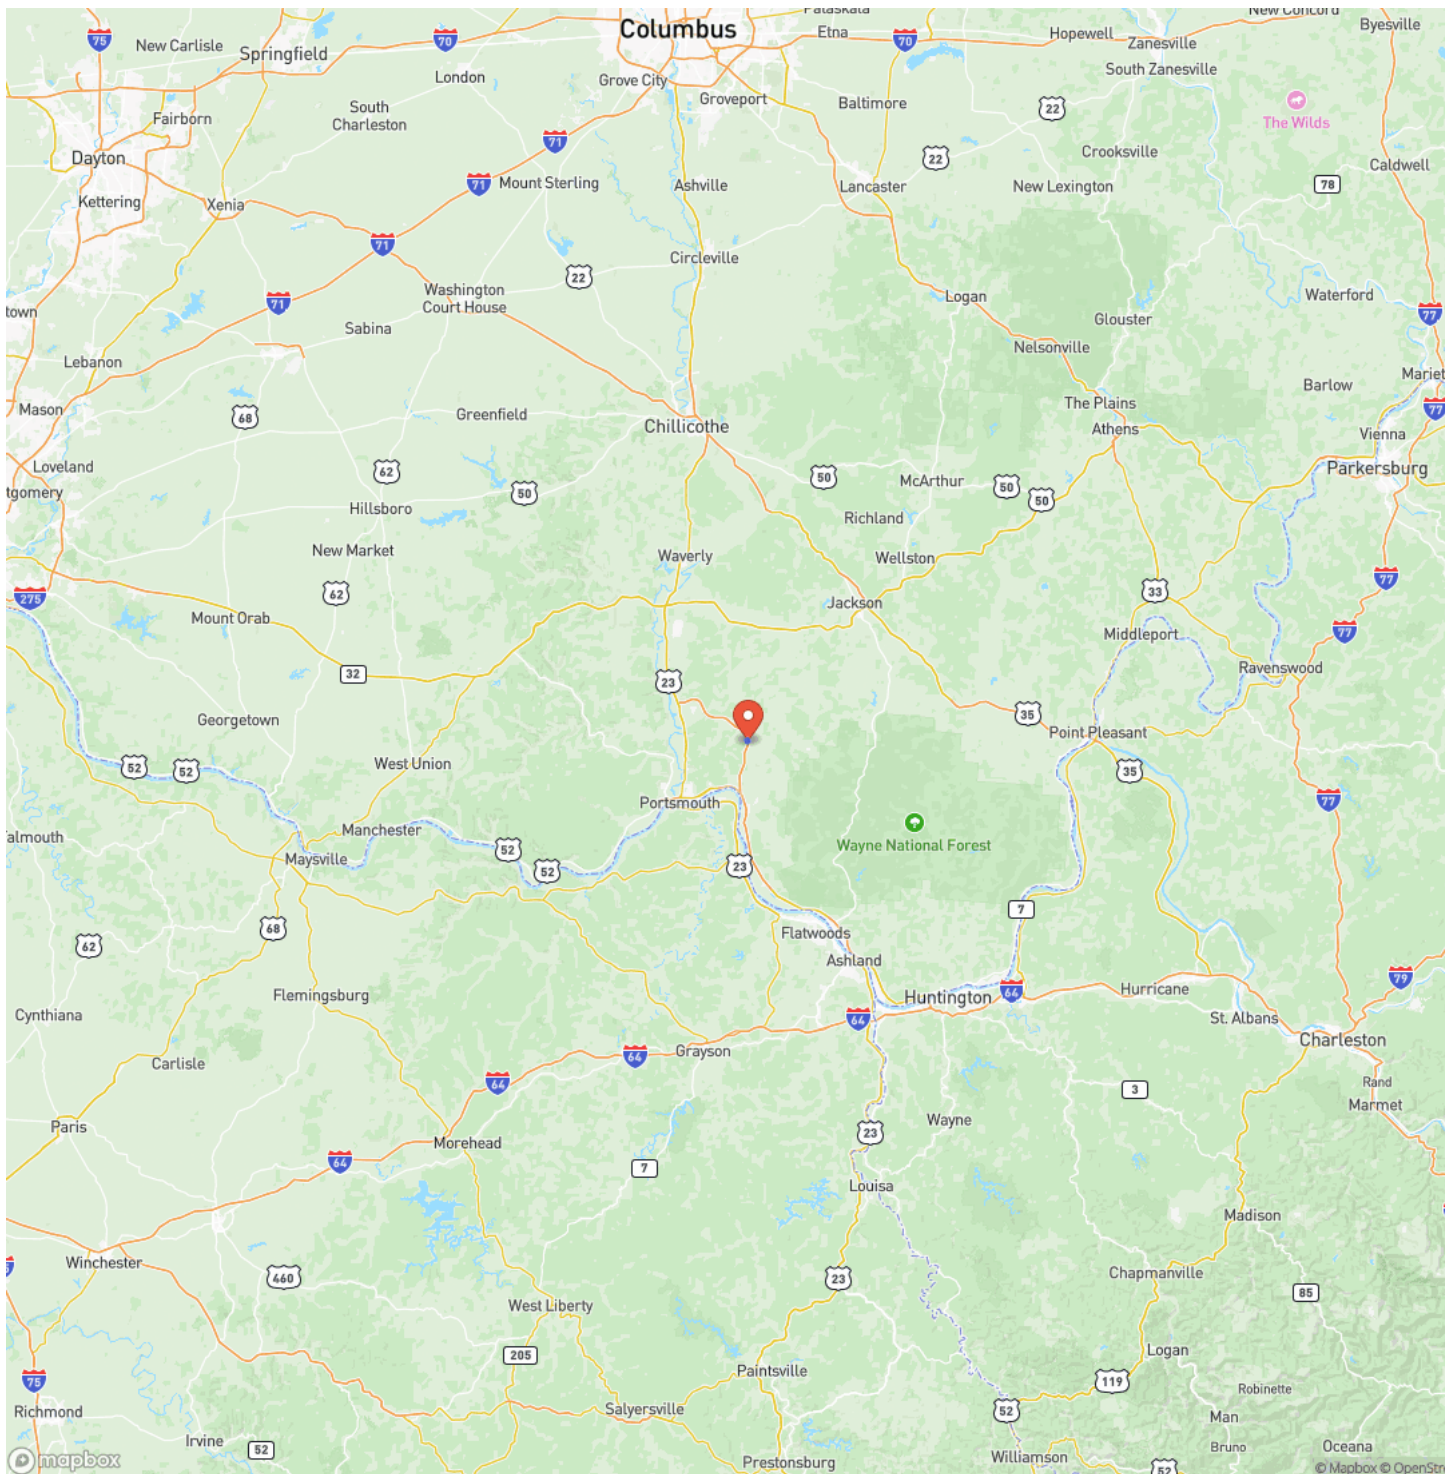 Columbus
Pataskala
New Concord
75
New Carlisle
Springfield
70
Etna
70
Hopewell
Zanesville
Byesville
London
Grove City
South Zanesville
Groveport
Baltimore
22
The Wilds
South
Charleston
Fairborn
71
Dayton
22
Crooksville
Caldwell
71
Mount Sterling
Ashville
Lancaster
New Lexington
78
Kettering
Xenia
71
Circleville
22
Washington
Court House
Logan
Waterford
71
77
town
Sabina
Glouster
Nelsonville
Lebanon
Mariet
Barlow
Mason
68
Greenfield
The Plains
77
Chillicothe
Athens
Vienna
Loveland
62
50
McArthur
50
50
Parkersburg
tgomery
50
Hillsboro
Richland
New Market
Waverly
Wellston
77
275
62
33
Jackson
Mount Orab
Middleport
77
32
23
Ravenswood
Georgetown
35
Point Pleasant
52
52
West Union
35
Portsmouth
77
Manchester
Wayne National Forest
Falmouth
52
Maysville
52
23
7
68
62
Flatwoods
Ashland
79
Flemingsburg
Huntington
64
Hurricane
Cynthiana
64
St. Albans
Charleston
Grayson
64
Carlisle
64
3
Rand
Marmet
Paris
Wayne
23
Morehead
64
7
Louisa
Madison
Winchester
460
23
Chapmanville
85
West Liberty
205
Logan
Paintsville
75
119
Robinette
Richmond
Salyersville
52
Man
Irvine
52
Bruno
Oceana
Williamson
Prestonsburg
52
mapbox
© Mapbox © OpenStr